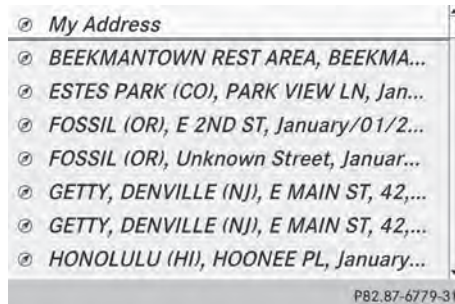 My Address
BEEKMANTOWN REST AREA, BEEKMA...
ESTES PARK (CO), PARK VIEW LN, Jan...
FOSSIL (OR), E 2ND ST, January/01/2...
FOSSIL (OR), Unknown Street, Januar...
GETTY, DENVILLE (NJ), E MAIN ST, 42,...
GETTY, DENVILLE (NJ), E MAIN ST, 42,...
HONOLULU (HI), HOONEE PL, January...
P82.87-6779-31